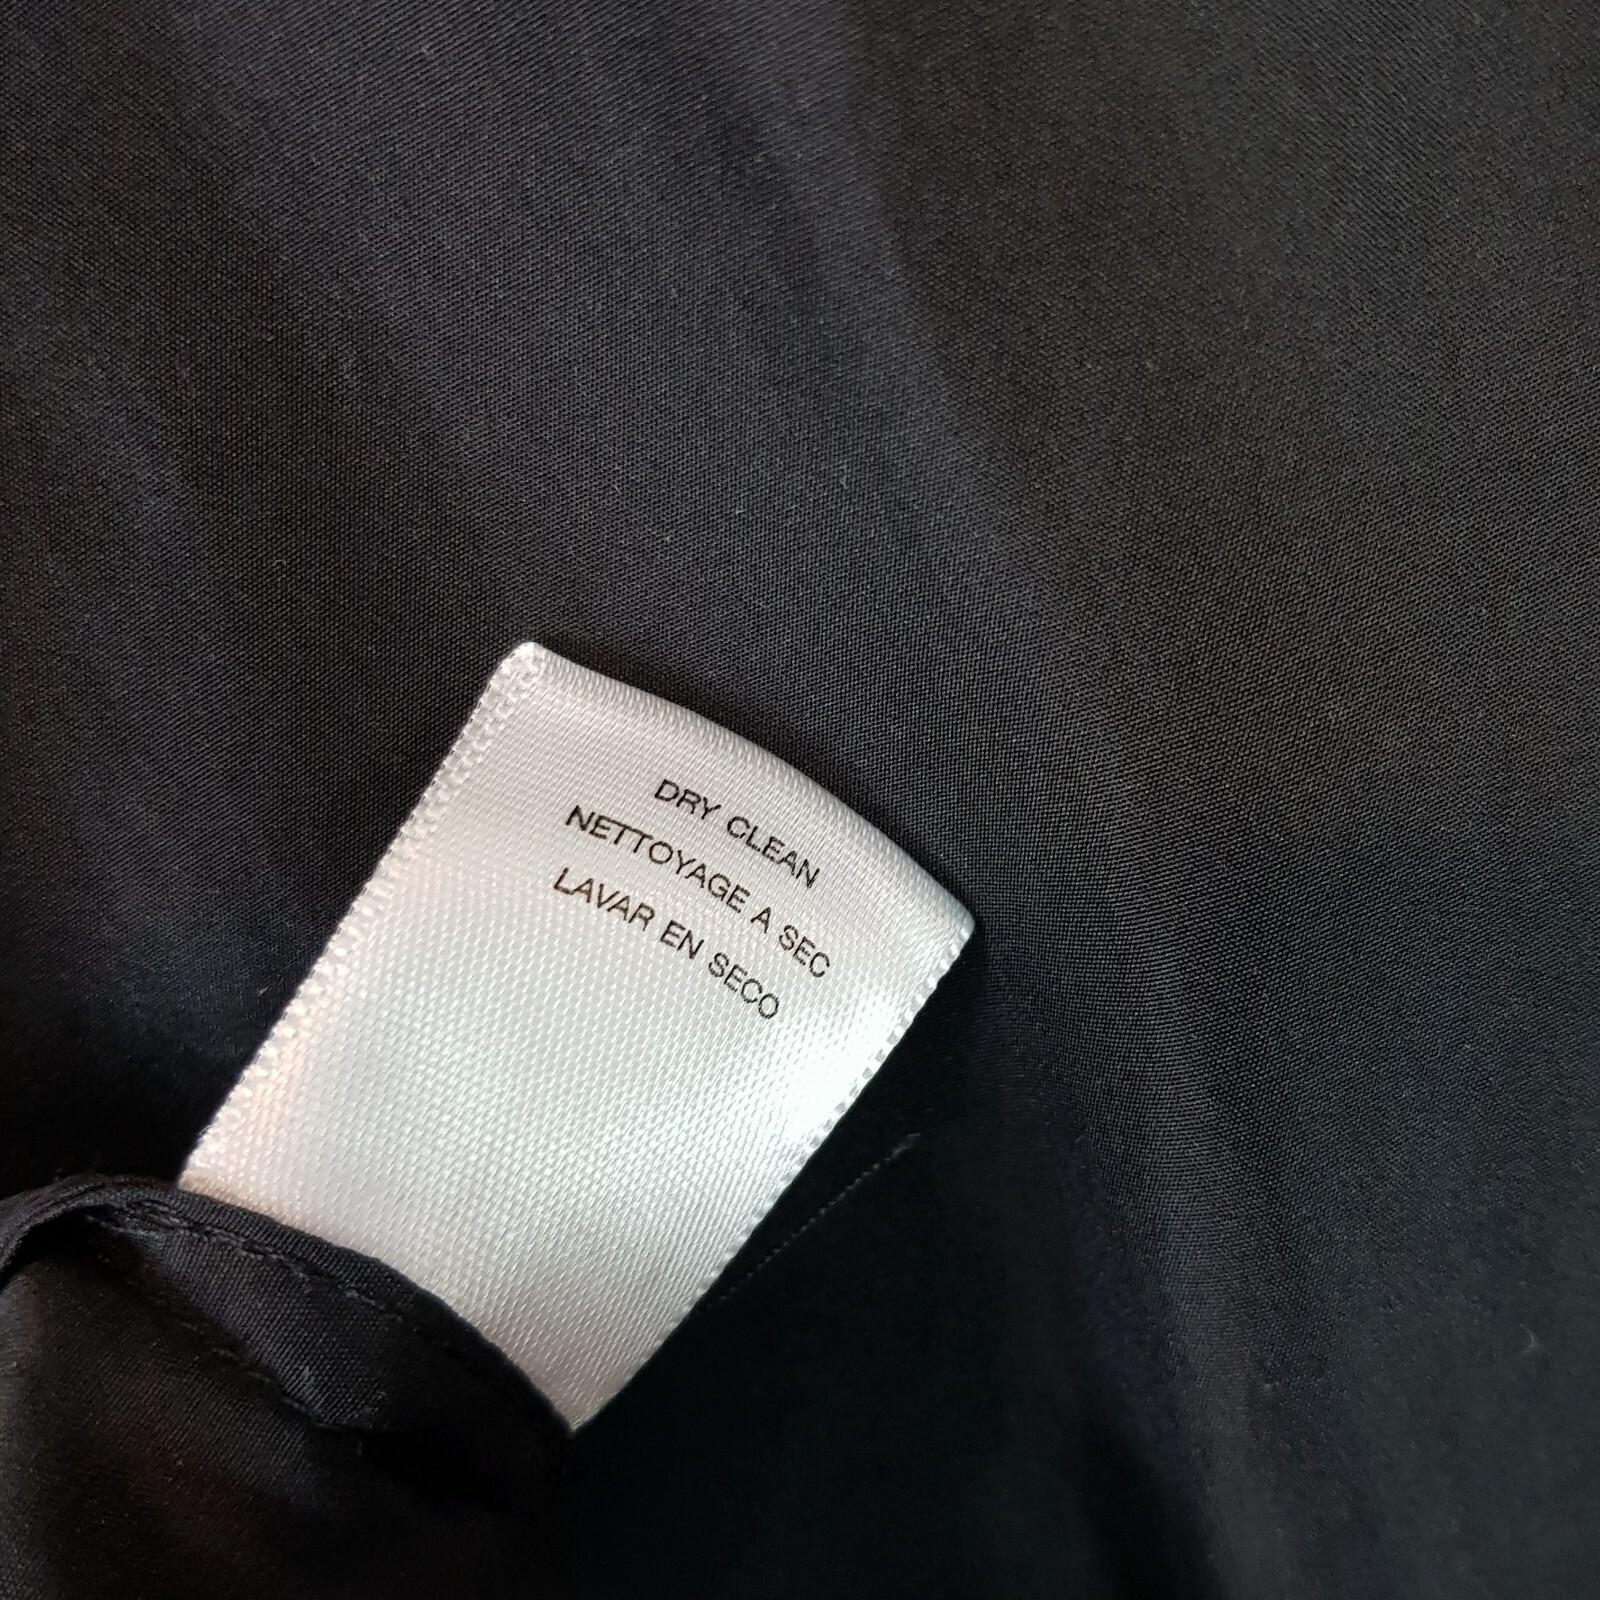 DRY CLEAN
NETTOYAGE A SEC
LAVAR EN SECO